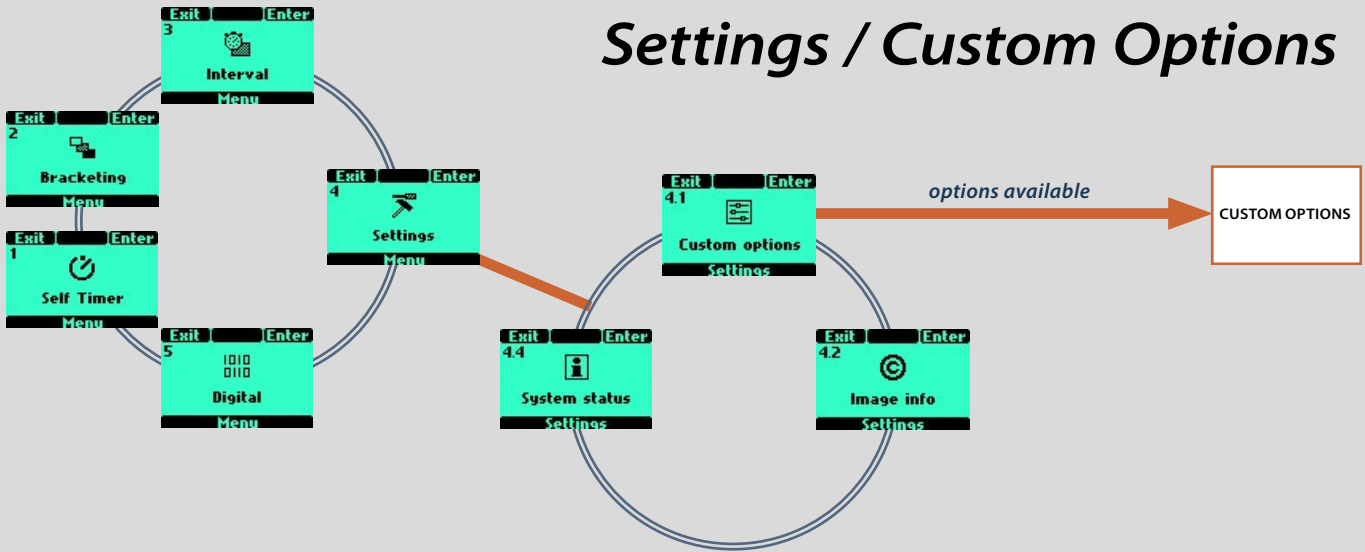 Settings / Custom Options
Exit Enter
3
Interval
Menu
Exit Enter
2
Bracketing
Menu
Exit Enter
1
Self Timer
Menu
Exit Enter
4
Settings
Menu
Exit Enter
5
1010
0110
Digital
Menu
Exit Enter
4.1
Custom options
Settings
options available
CUSTOM OPTIONS
Exit Enter
4.4
i
System status
Settings
Exit Enter
4.2
©
Image info
Settings